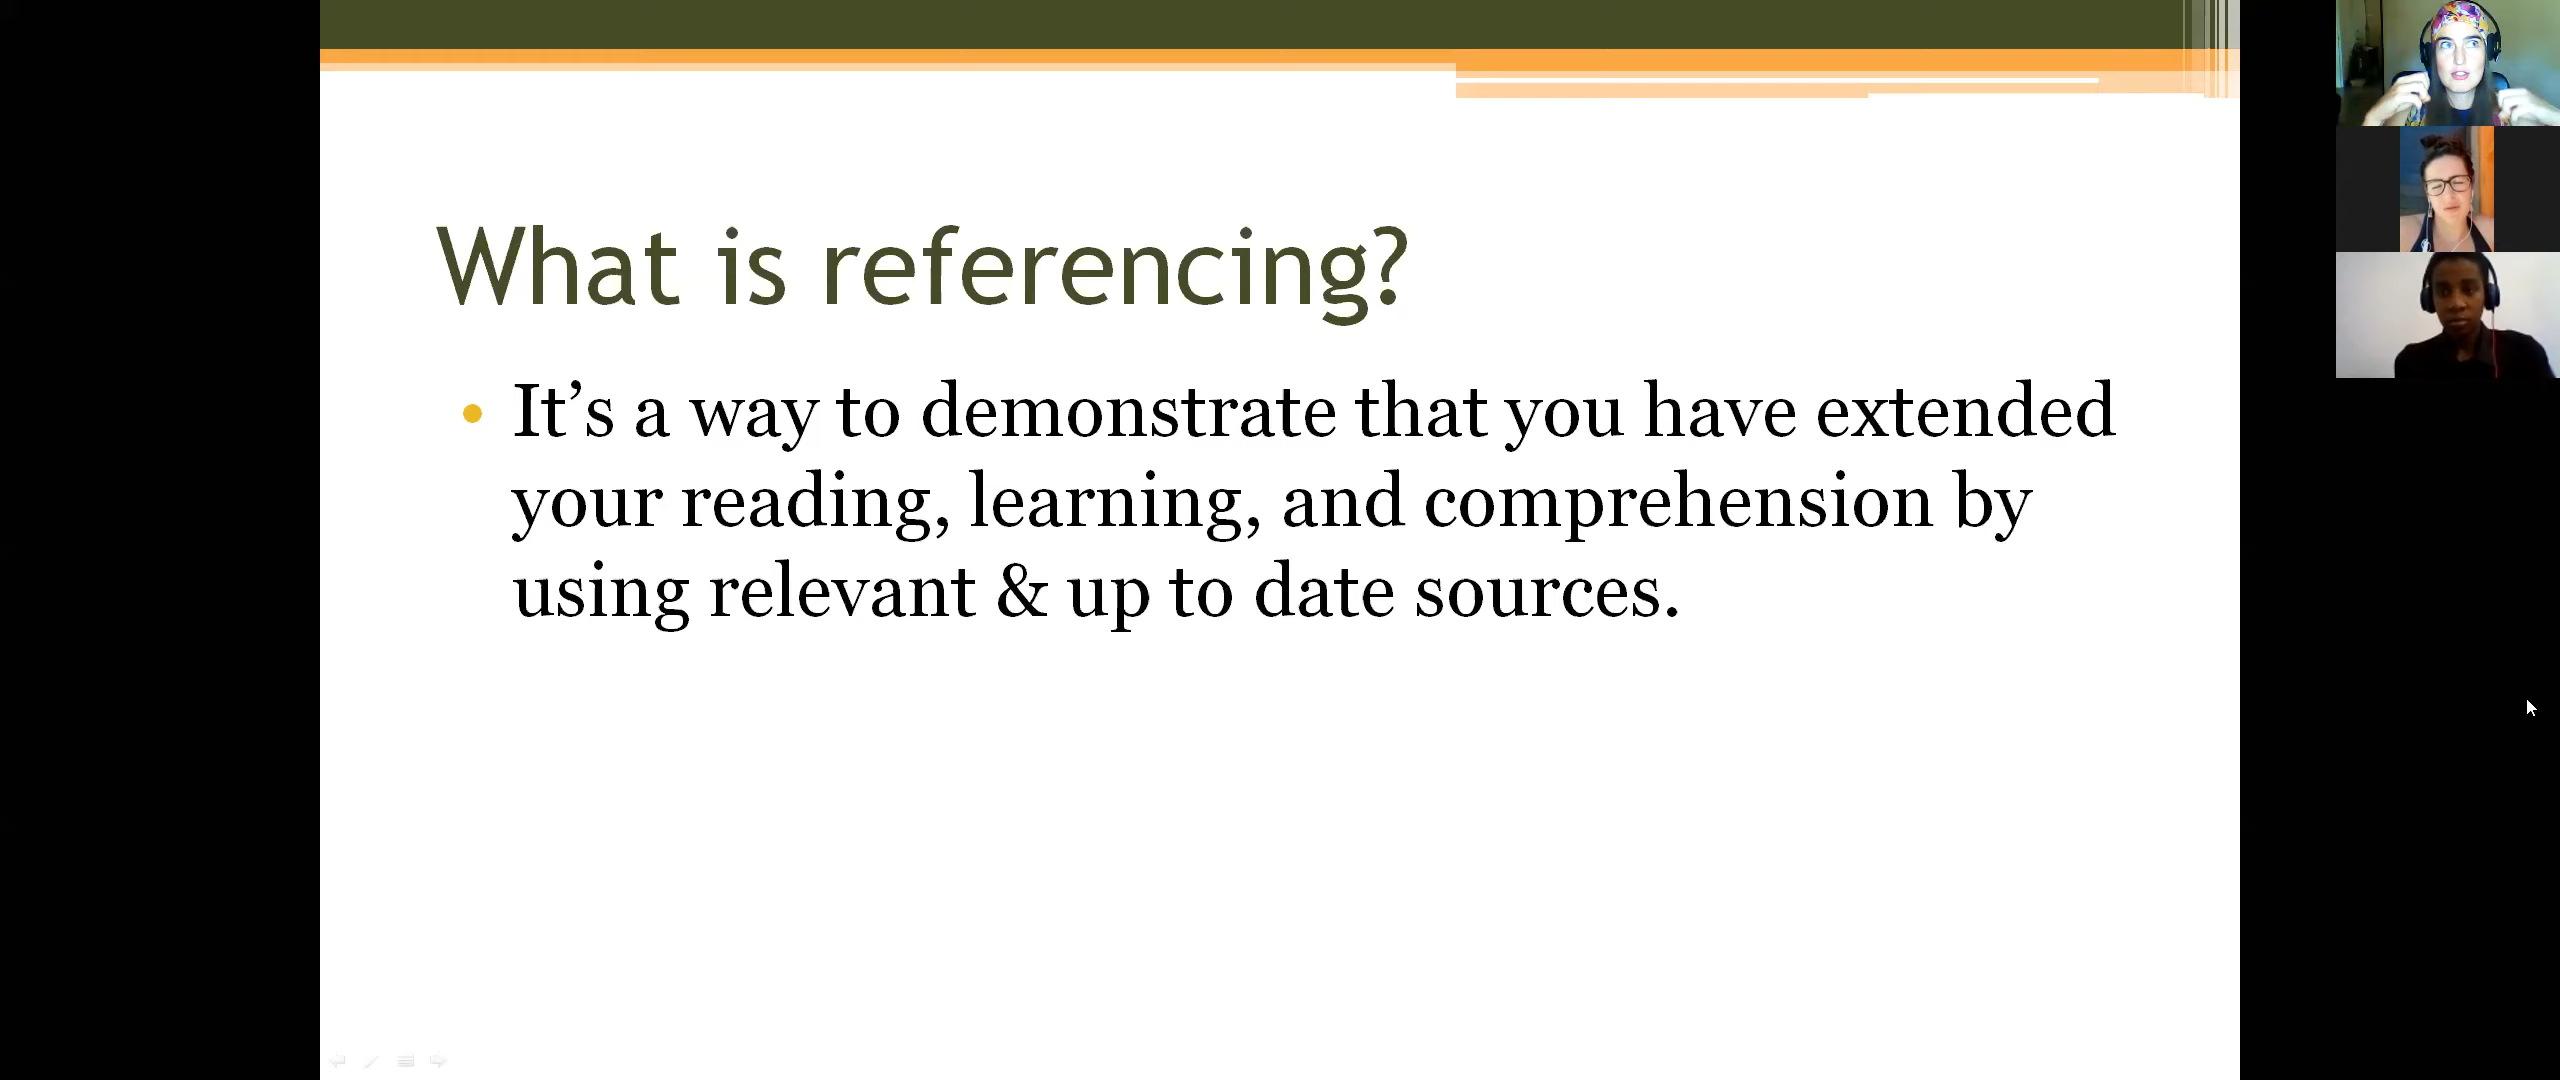 What is referencing?
• It’s a way to demonstrate that you have extended
your reading, learning, and comprehension by
using relevant & up to date sources.